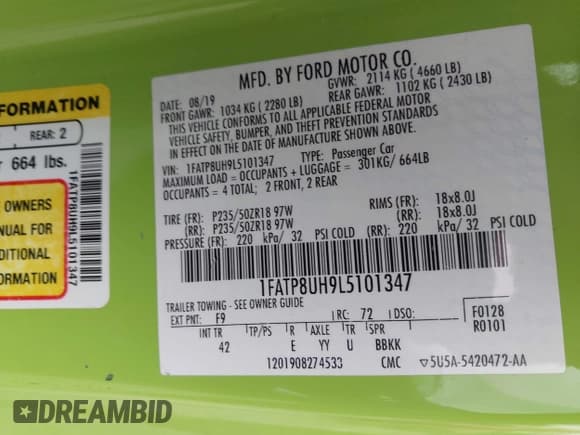 FORMATION
REAR: 2
664 lbs.
OWNERS
NUAL FOR
DITIONAL
ORMATION
1FATP8UH9L5101347
MFD. BY FORD MOTOR CO.
DATE: 08/19 GVWR: 2114 KG ( 4660 LB)
FRONT GAWR: 1034 KG ( 2280 LB) REAR GAWR: 1102 KG ( 2430 LB)
THIS VEHICLE CONFORMS TO ALL APPLICABLE FEDERAL MOTOR
VEHICLE SAFETY, BUMPER, AND THEFT PREVENTION STANDARDS
IN EFFECT ON THE DATE OF MANUFACTURE SHOWN ABOVE.
VIN: 1FATP8UH9L5101347 TYPE: Passenger Car
MAXIMUM LOAD = OCCUPANTS + LUGGAGE = 301KG/ 664LB
OCCUPANTS = 4 TOTAL; 2 FRONT, 2 REAR
TIRE (F): P235/50ZR18 97W RIMS (FR): 18x8.0J
(R): P235/50ZR18 97W (RR): 18x8.0J
PRESSURE (F): 220 kPa/ 32 PSI COLD (RR): 220 kPa/ 32 PSI COLD
1FATP8UH9L5101347
TRAILER TOWING - SEE OWNER GUIDE
EXT PNT: F9 RC: 72 DSO: F0128
INT TR TP/PS R AXLE TR SPR R0101
42 E YY U BBKK
1201908274533 CMC ▽5U5A-5420472-AA
DREAMBID